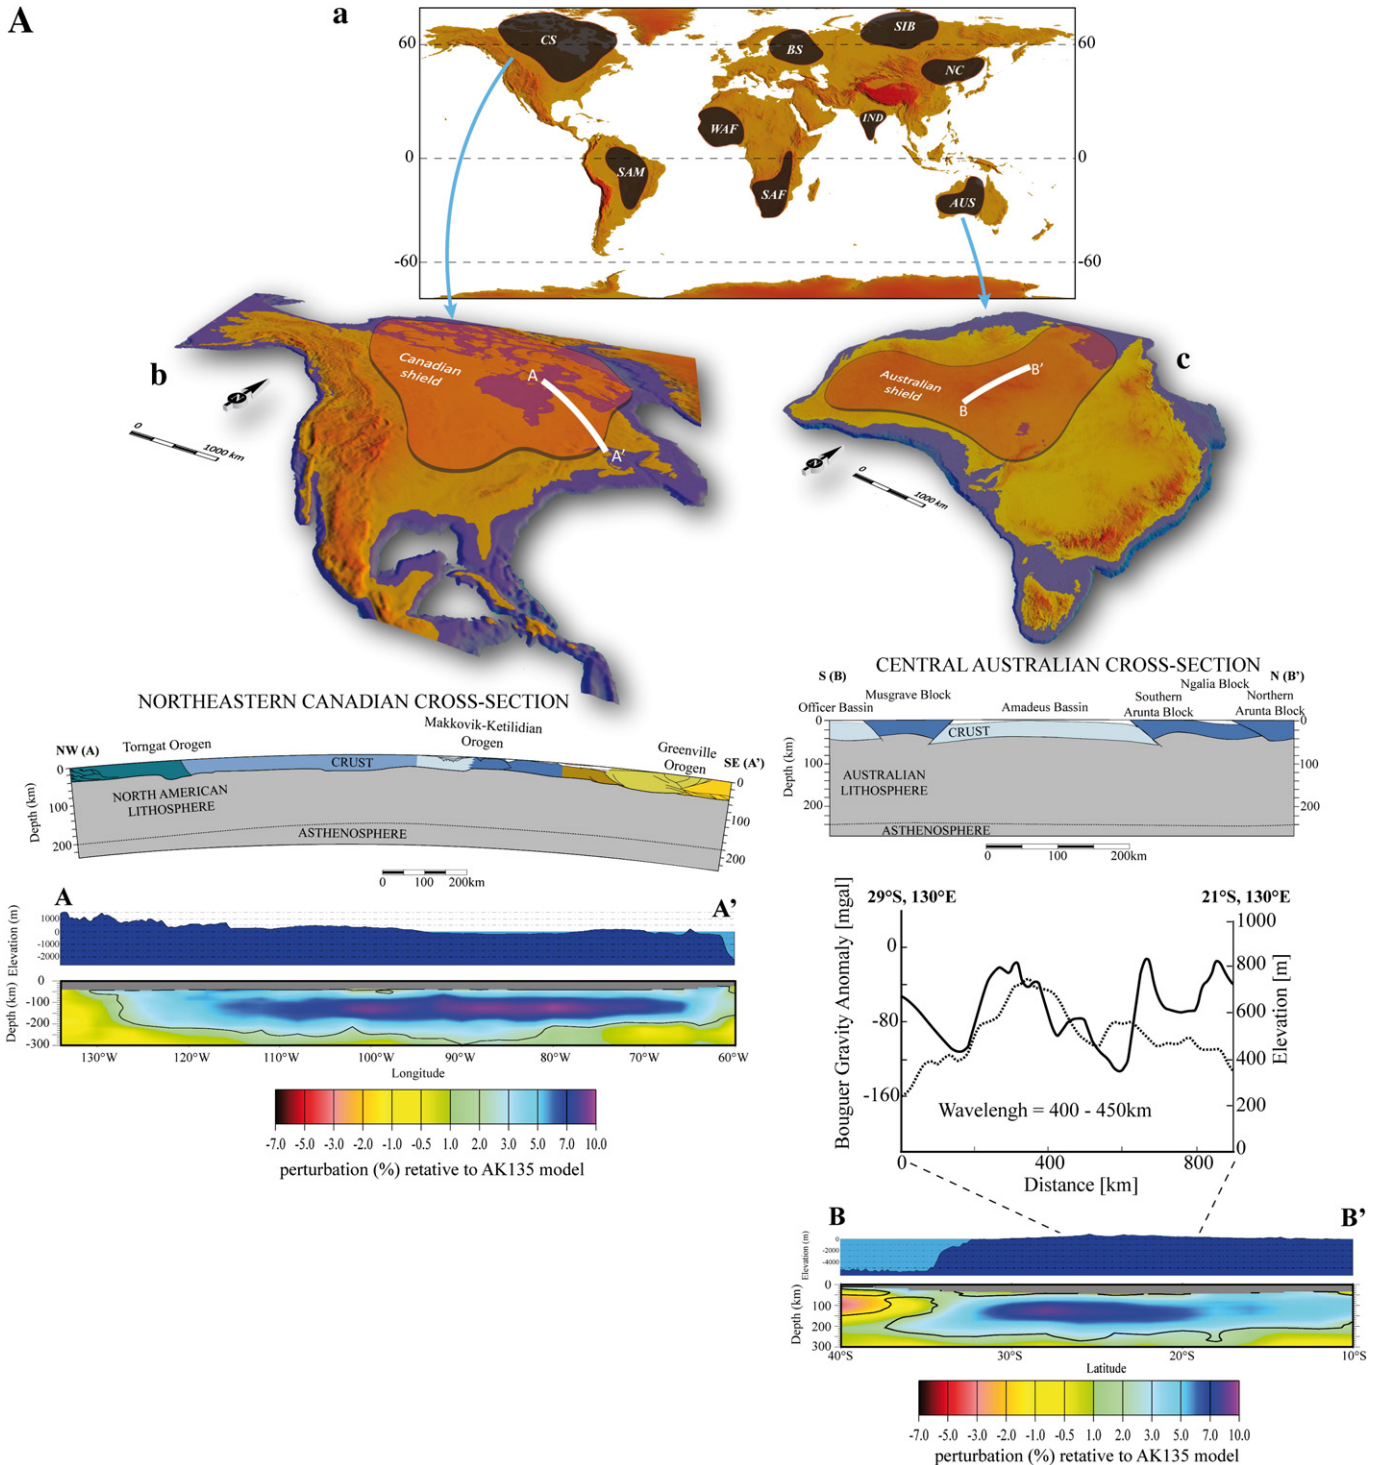 A
a
CS
SIB
BS
NC
WAF
IND
SAM
SAF
AUS
60
60
0
0
-60
-60
b
Canadian
shield
A
A'
N
0
1000 km
c
Australian
shield
B
B'
N
0
1000 km
NORTHEASTERN CANADIAN CROSS-SECTION
NW (A)
Torngat Orogen
Makkovik-Ketilidian
Orogen
Greenville
Orogen
SE (A')
CRUST
NORTH AMERICAN
LITHOSPHERE
ASTHENOSPHERE
Depth (km)
0
100
200
0
100
200
0 100 200km
CENTRAL AUSTRALIAN CROSS-SECTION
S (B)
N (B')
Officer Basin
Musgrave Block
Amadeus Basin
Southern
Arunta Block
Ngalia Block
Northern
Arunta Block
CRUST
AUSTRALIAN
LITHOSPHERE
ASTHENOSPHERE
Depth (km)
0
100
200
0
100
200
0 100 200km
A
A'
Elevation (m)
1000
0
-1000
-2000
Depth (km)
0
-100
-200
-300
130°W 120°W 110°W 100°W 90°W 80°W 70°W 60°W
Longitude
-7.0 -5.0 -3.0 -2.0 -1.0 -0.5 1.0 2.0 3.0 5.0 7.0 10.0
perturbation (%) relative to AK135 model
29°S, 130°E
21°S, 130°E
Bouguer Gravity Anomaly [mgal]
0
-80
-160
Elevation [m]
1000
800
600
400
200
0
Wavelengh = 400 - 450km
0 400 800
Distance [km]
B
B'
Elevation (m)
0
-2000
-4000
Depth (km)
0
100
200
300
40°S 30°S 20°S 10°S
Latitude
-7.0 -5.0 -3.0 -2.0 -1.0 -0.5 1.0 2.0 3.0 5.0 7.0 10.0
perturbation (%) relative to AK135 model